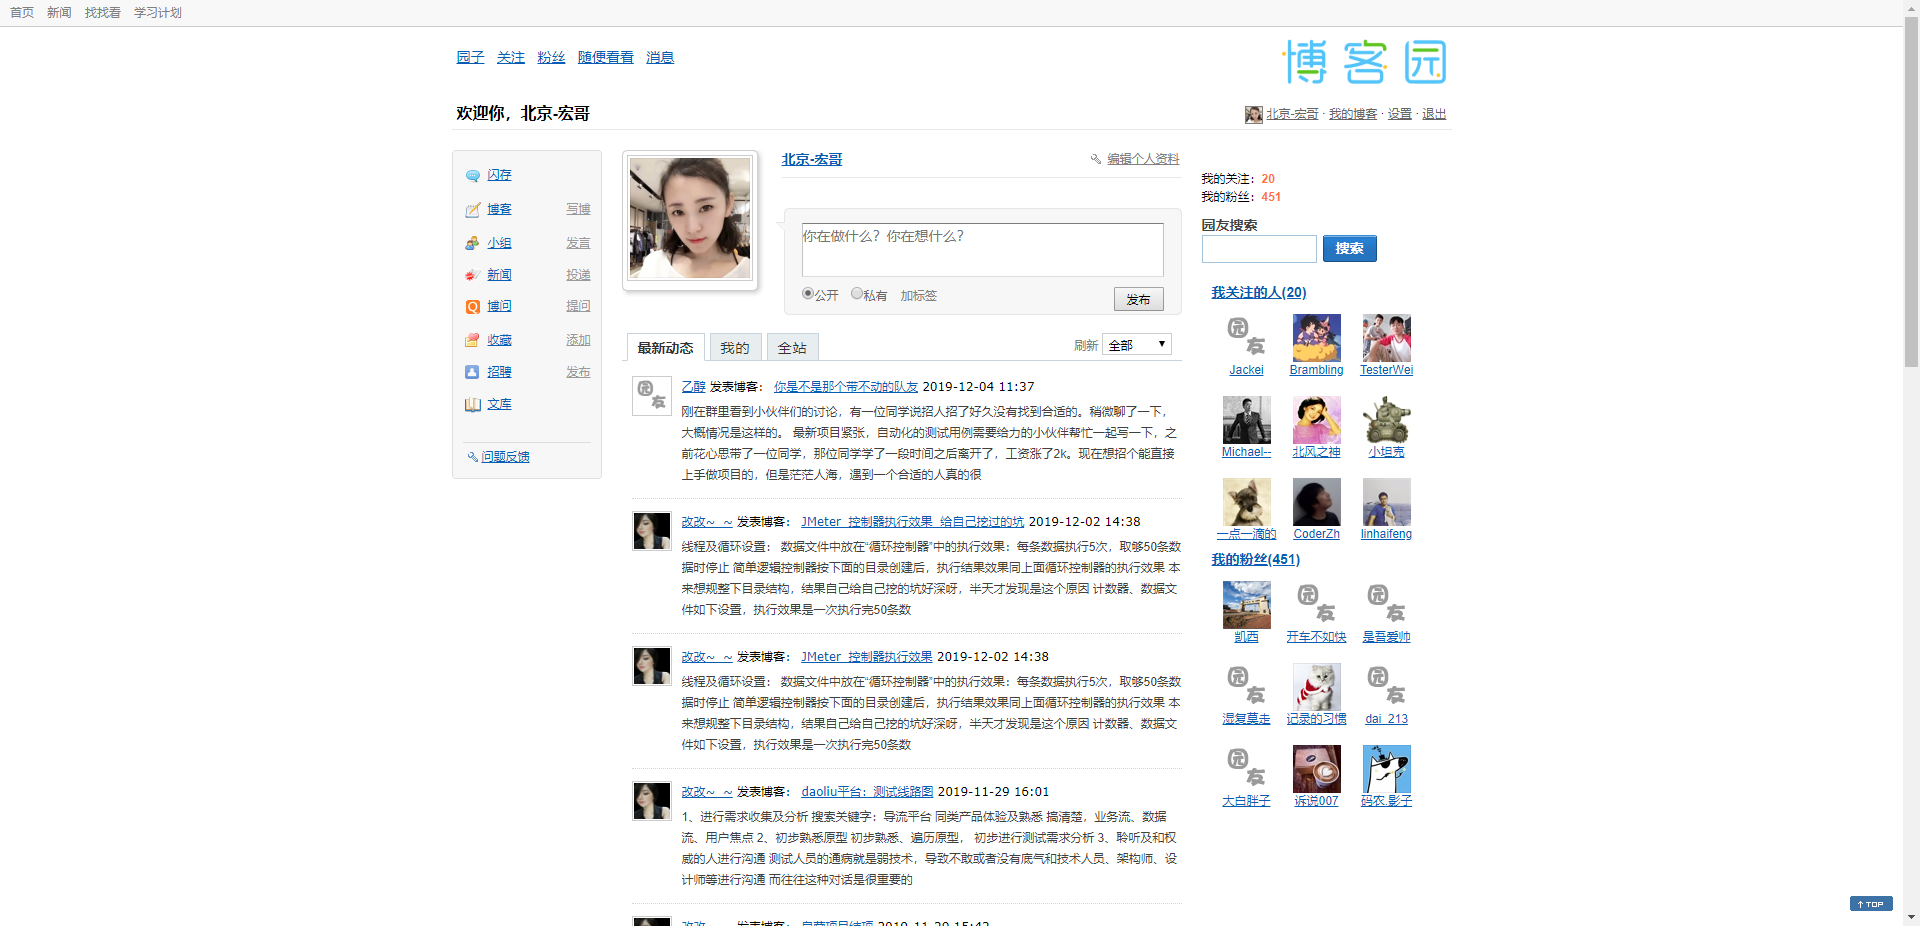 首页 新闻 找找看 学习计划
园子 关注 粉丝 随便看看 消息
博客园
欢迎你，北京-宏哥
北京-宏哥 · 我的博客 · 设置 · 退出
闪存
博客 写博
小组 发言
新闻 投递
博问 提问
收藏 添加
招聘 发布
文库
问题反馈
北京-宏哥
编辑个人资料
你在做什么？你在想什么？
公开 私有 加标签
发布
最新动态 我的 全站
刷新 全部
园友
乙醇 发表博客： 你是不是那个带不动的队友 2019-12-04 11:37
刚在群里看到小伙伴们的讨论，有一位同学说招人招了好久没有找到合适的。稍微聊了一下，
大概情况是这样的。 最新项目紧张，自动化的测试用例需要给力的小伙伴帮忙一起写一下，之
前花心思带了一位同学，那位同学学了一段时间之后离开了，工资涨了2k。现在想招个能直接
上手做项目的，但是茫茫人海，遇到一个合适的人真的很
改改~_~ 发表博客： JMeter_控制器执行效果_给自己挖过的坑 2019-12-02 14:38
线程及循环设置： 数据文件中放在“循环控制器”中的执行效果：每条数据执行5次，取够50条数
据时停止 简单逻辑控制器按下面的目录创建后，执行结果效果同上面循环控制器的执行效果 本
来想规整下目录结构，结果自己给自己挖的坑好深呀，半天才发现是这个原因 计数器、数据文
件如下设置，执行效果是一次执行完50条数
改改~_~ 发表博客： JMeter_控制器执行效果 2019-12-02 14:38
线程及循环设置： 数据文件中放在“循环控制器”中的执行效果：每条数据执行5次，取够50条数
据时停止 简单逻辑控制器按下面的目录创建后，执行结果效果同上面循环控制器的执行效果 本
来想规整下目录结构，结果自己给自己挖的坑好深呀，半天才发现是这个原因 计数器、数据文
件如下设置，执行效果是一次执行完50条数
改改~_~ 发表博客： daoliu平台：测试线路图 2019-11-29 16:01
1、进行需求收集及分析 搜索关键字：导流平台 同类产品体验及熟悉 搞清楚，业务流、数据
流、用户焦点 2、初步熟悉原型 初步熟悉、遍历原型， 初步进行测试需求分析 3、聆听及和权
威的人进行沟通 测试人员的通病就是弱技术，导致不敢或者没有底气和技术人员、架构师、设
计师等进行沟通 而往往这种对话是很重要的
我的关注：20
我的粉丝：451
园友搜索
搜索
我关注的人(20)
园友
Jackei Brambling TesterWei
Michael-- 北风之神 小坦克
一点一滴的 CoderZh linhaifeng
我的粉丝(451)
园友 园友
凯西 开车不如快 是吾爱帅
园友 园友
湿复莫走 记录的习惯 dai_213
园友
大白胖子 诉说007 码农.影子
TOP